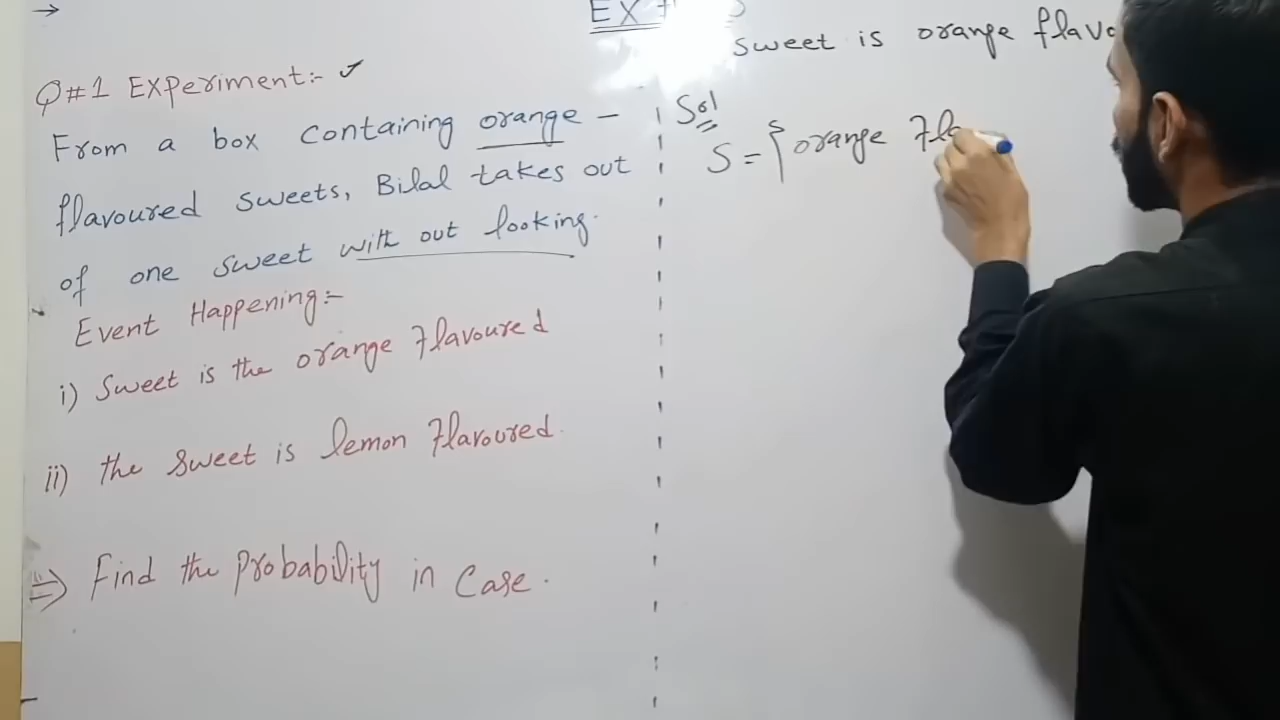 EX
Q#1 Experiment:-
From a box containing orange -
flavoured sweets, Bilal takes out
of one sweet with out looking.
Event Happening:-
i) Sweet is the orange flavoured
ii) the sweet is lemon flavoured.
⇒ Find the probability in case.
sweet is orange flavo
Sol
S = { orange fla